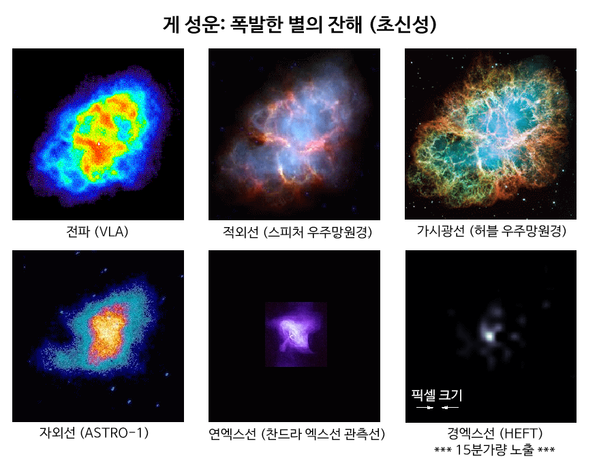 게 성운: 폭발한 별의 잔해 (초신성)
전파 (VLA)
적외선 (스피처 우주망원경)
가시광선 (허블 우주망원경)
자외선 (ASTRO-1)
연엑스선 (찬드라 엑스선 관측선)
픽셀 크기
경엑스선 (HEFT)
*** 15분가량 노출 ***